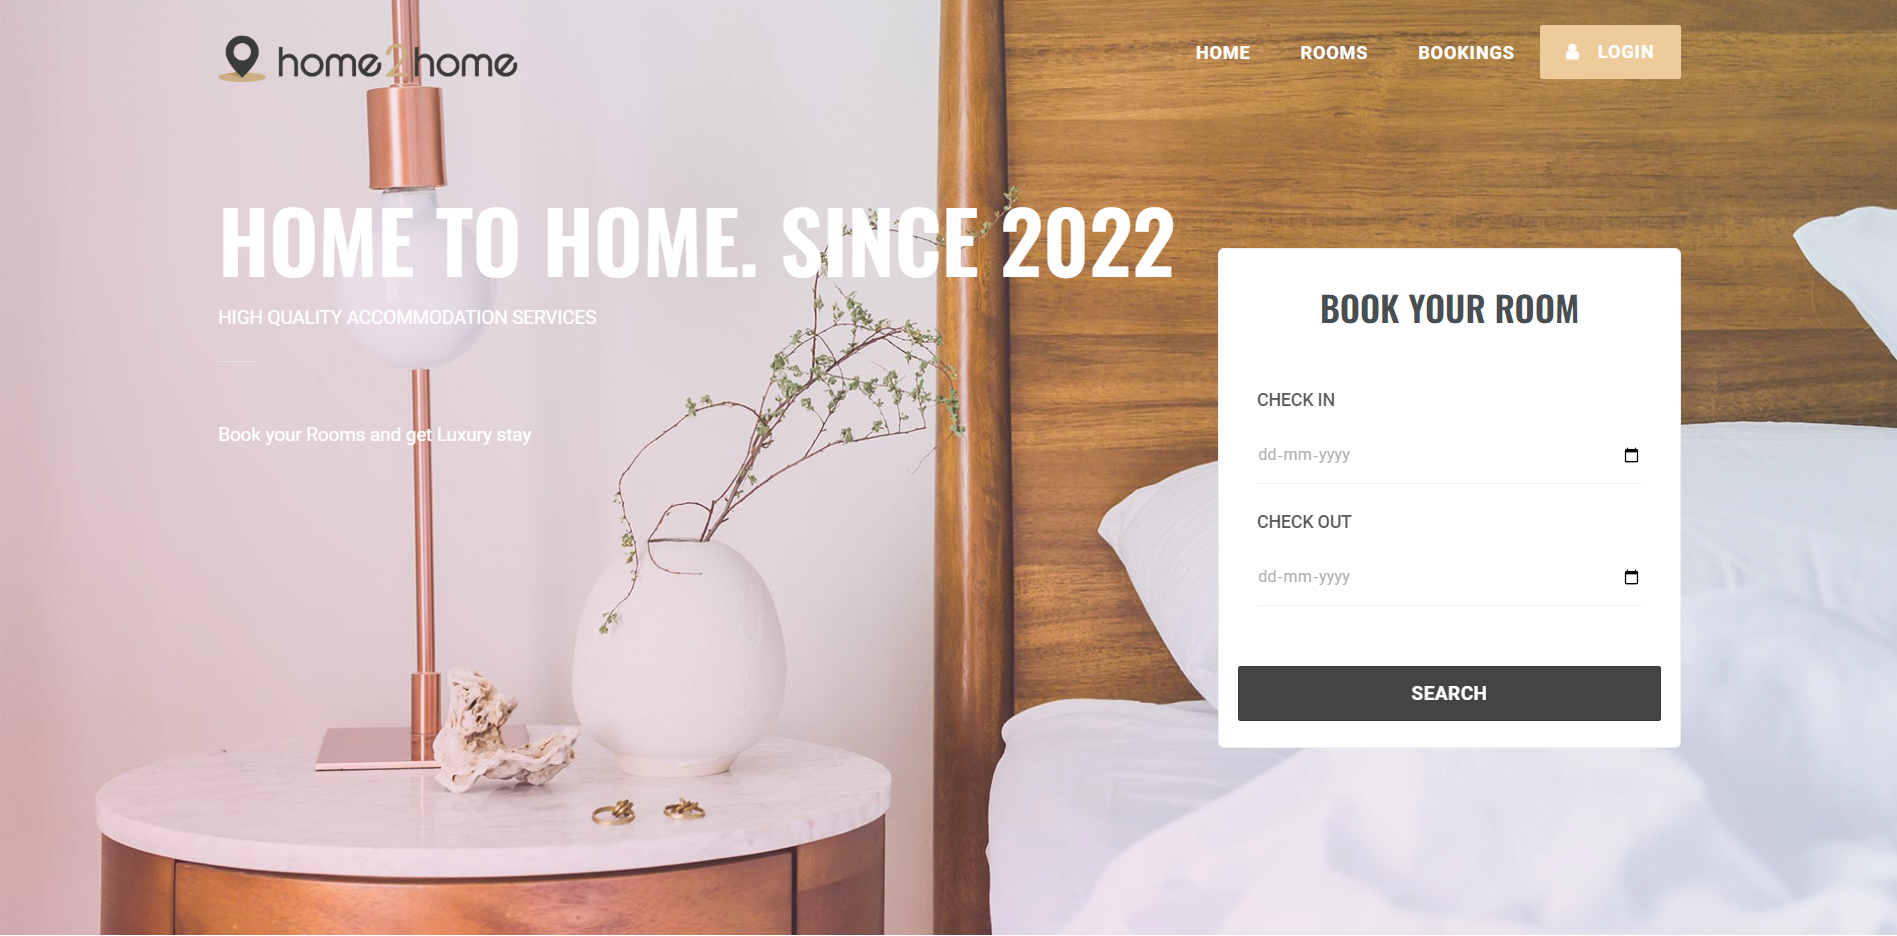 home2home
HOME
ROOMS
BOOKINGS
LOGIN
HOME TO HOME. SINCE 2022
HIGH QUALITY ACCOMMODATION SERVICES
Book your Rooms and get Luxury stay
BOOK YOUR ROOM
CHECK IN
dd-mm-yyyy
CHECK OUT
dd-mm-yyyy
SEARCH